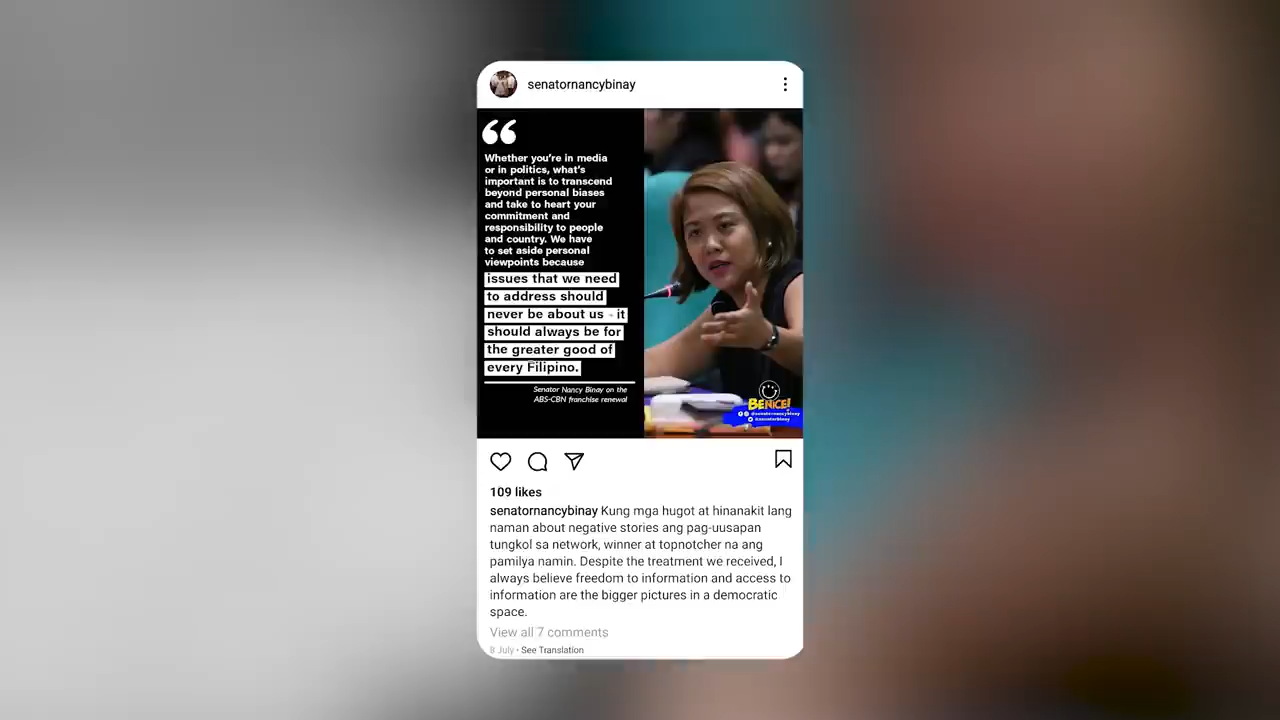 senatornancybinay
“
Whether you're in media
or in politics, what's
important is to transcend
beyond personal biases
and take to heart your
commitment and
responsibility to people
and country. We have
to set aside personal
viewpoints because
issues that we need
to address should
never be about us - it
should always be for
the greater good of
every Filipino.
Senator Nancy Binay on the
ABS-CBN franchise renewal
BENICE!
@senatornancybinay
@senatorbinay
109 likes
senatornancybinay Kung mga hugot at hinanakit lang
naman about negative stories ang pag-uusapan
tungkol sa network, winner at topnotcher na ang
pamilya namin. Despite the treatment we received, I
always believe freedom to information and access to
information are the bigger pictures in a democratic
space.
View all 7 comments
8 July • See Translation